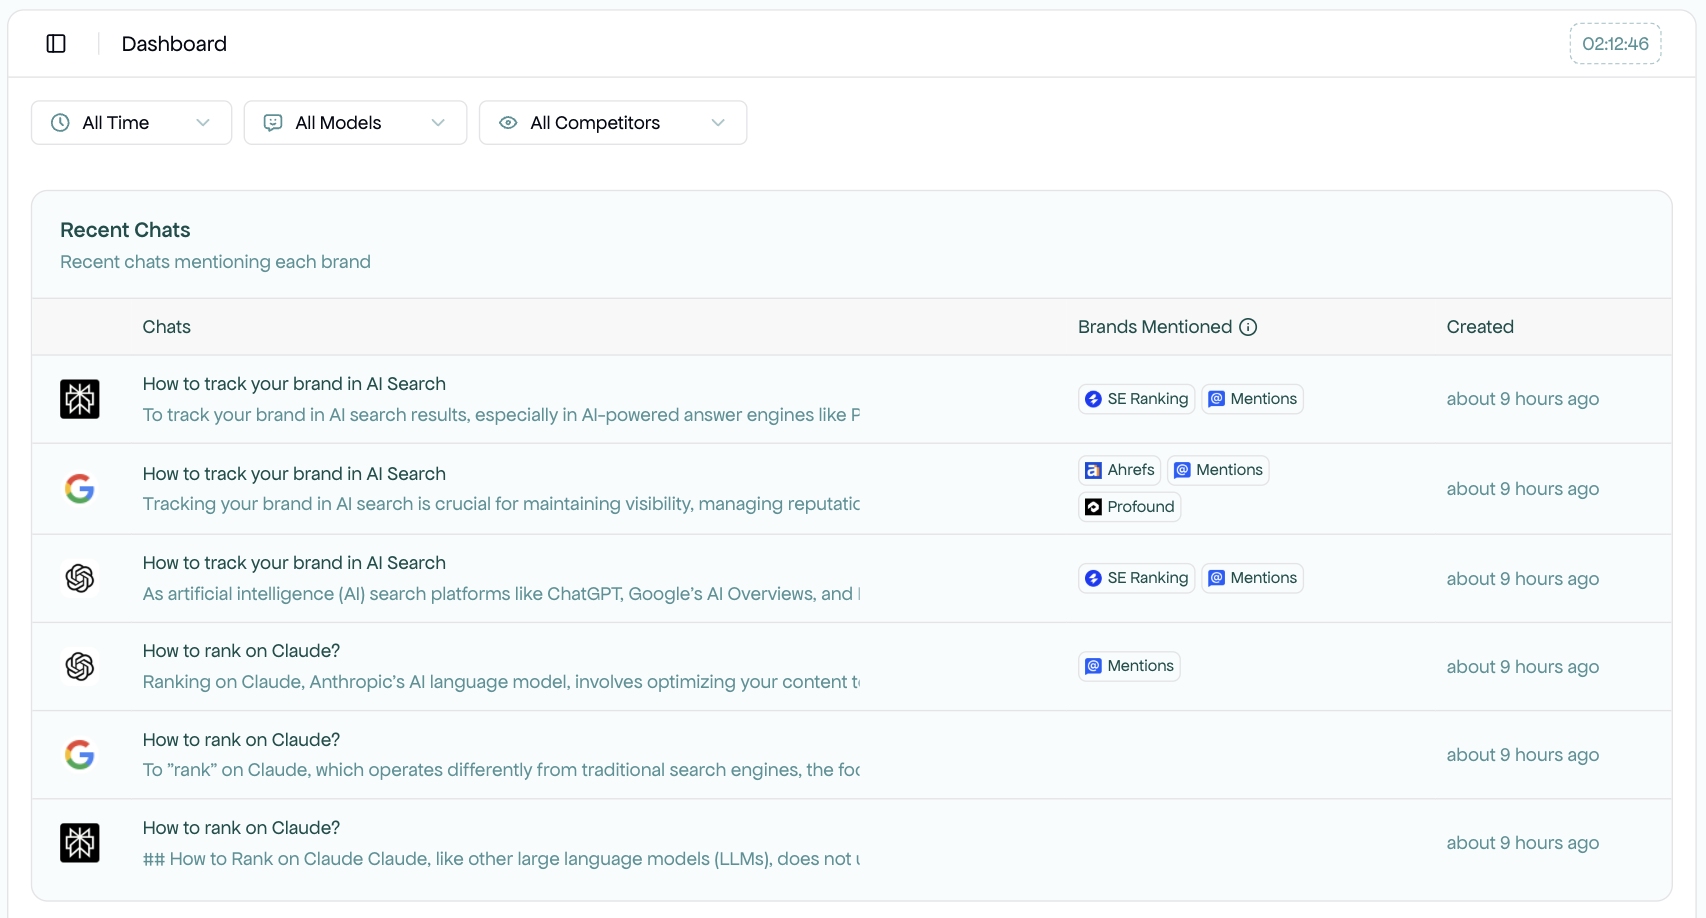 Dashboard
02:12:46
All Time
All Models
All Competitors
Recent Chats
Recent chats mentioning each brand
Chats
Brands Mentioned
Created
How to track your brand in AI Search
To track your brand in AI search results, especially in AI-powered answer engines like P
SE Ranking
Mentions
about 9 hours ago
How to track your brand in AI Search
Tracking your brand in AI search is crucial for maintaining visibility, managing reputatio
Ahrefs
Mentions
Profound
about 9 hours ago
How to track your brand in AI Search
As artificial intelligence (AI) search platforms like ChatGPT, Google's AI Overviews, and
SE Ranking
Mentions
about 9 hours ago
How to rank on Claude?
Ranking on Claude, Anthropic's AI language model, involves optimizing your content
Mentions
about 9 hours ago
How to rank on Claude?
To "rank" on Claude, which operates differently from traditional search engines, the
about 9 hours ago
How to rank on Claude?
## How to Rank on Claude Claude, like other large language models (LLMs), does not
about 9 hours ago